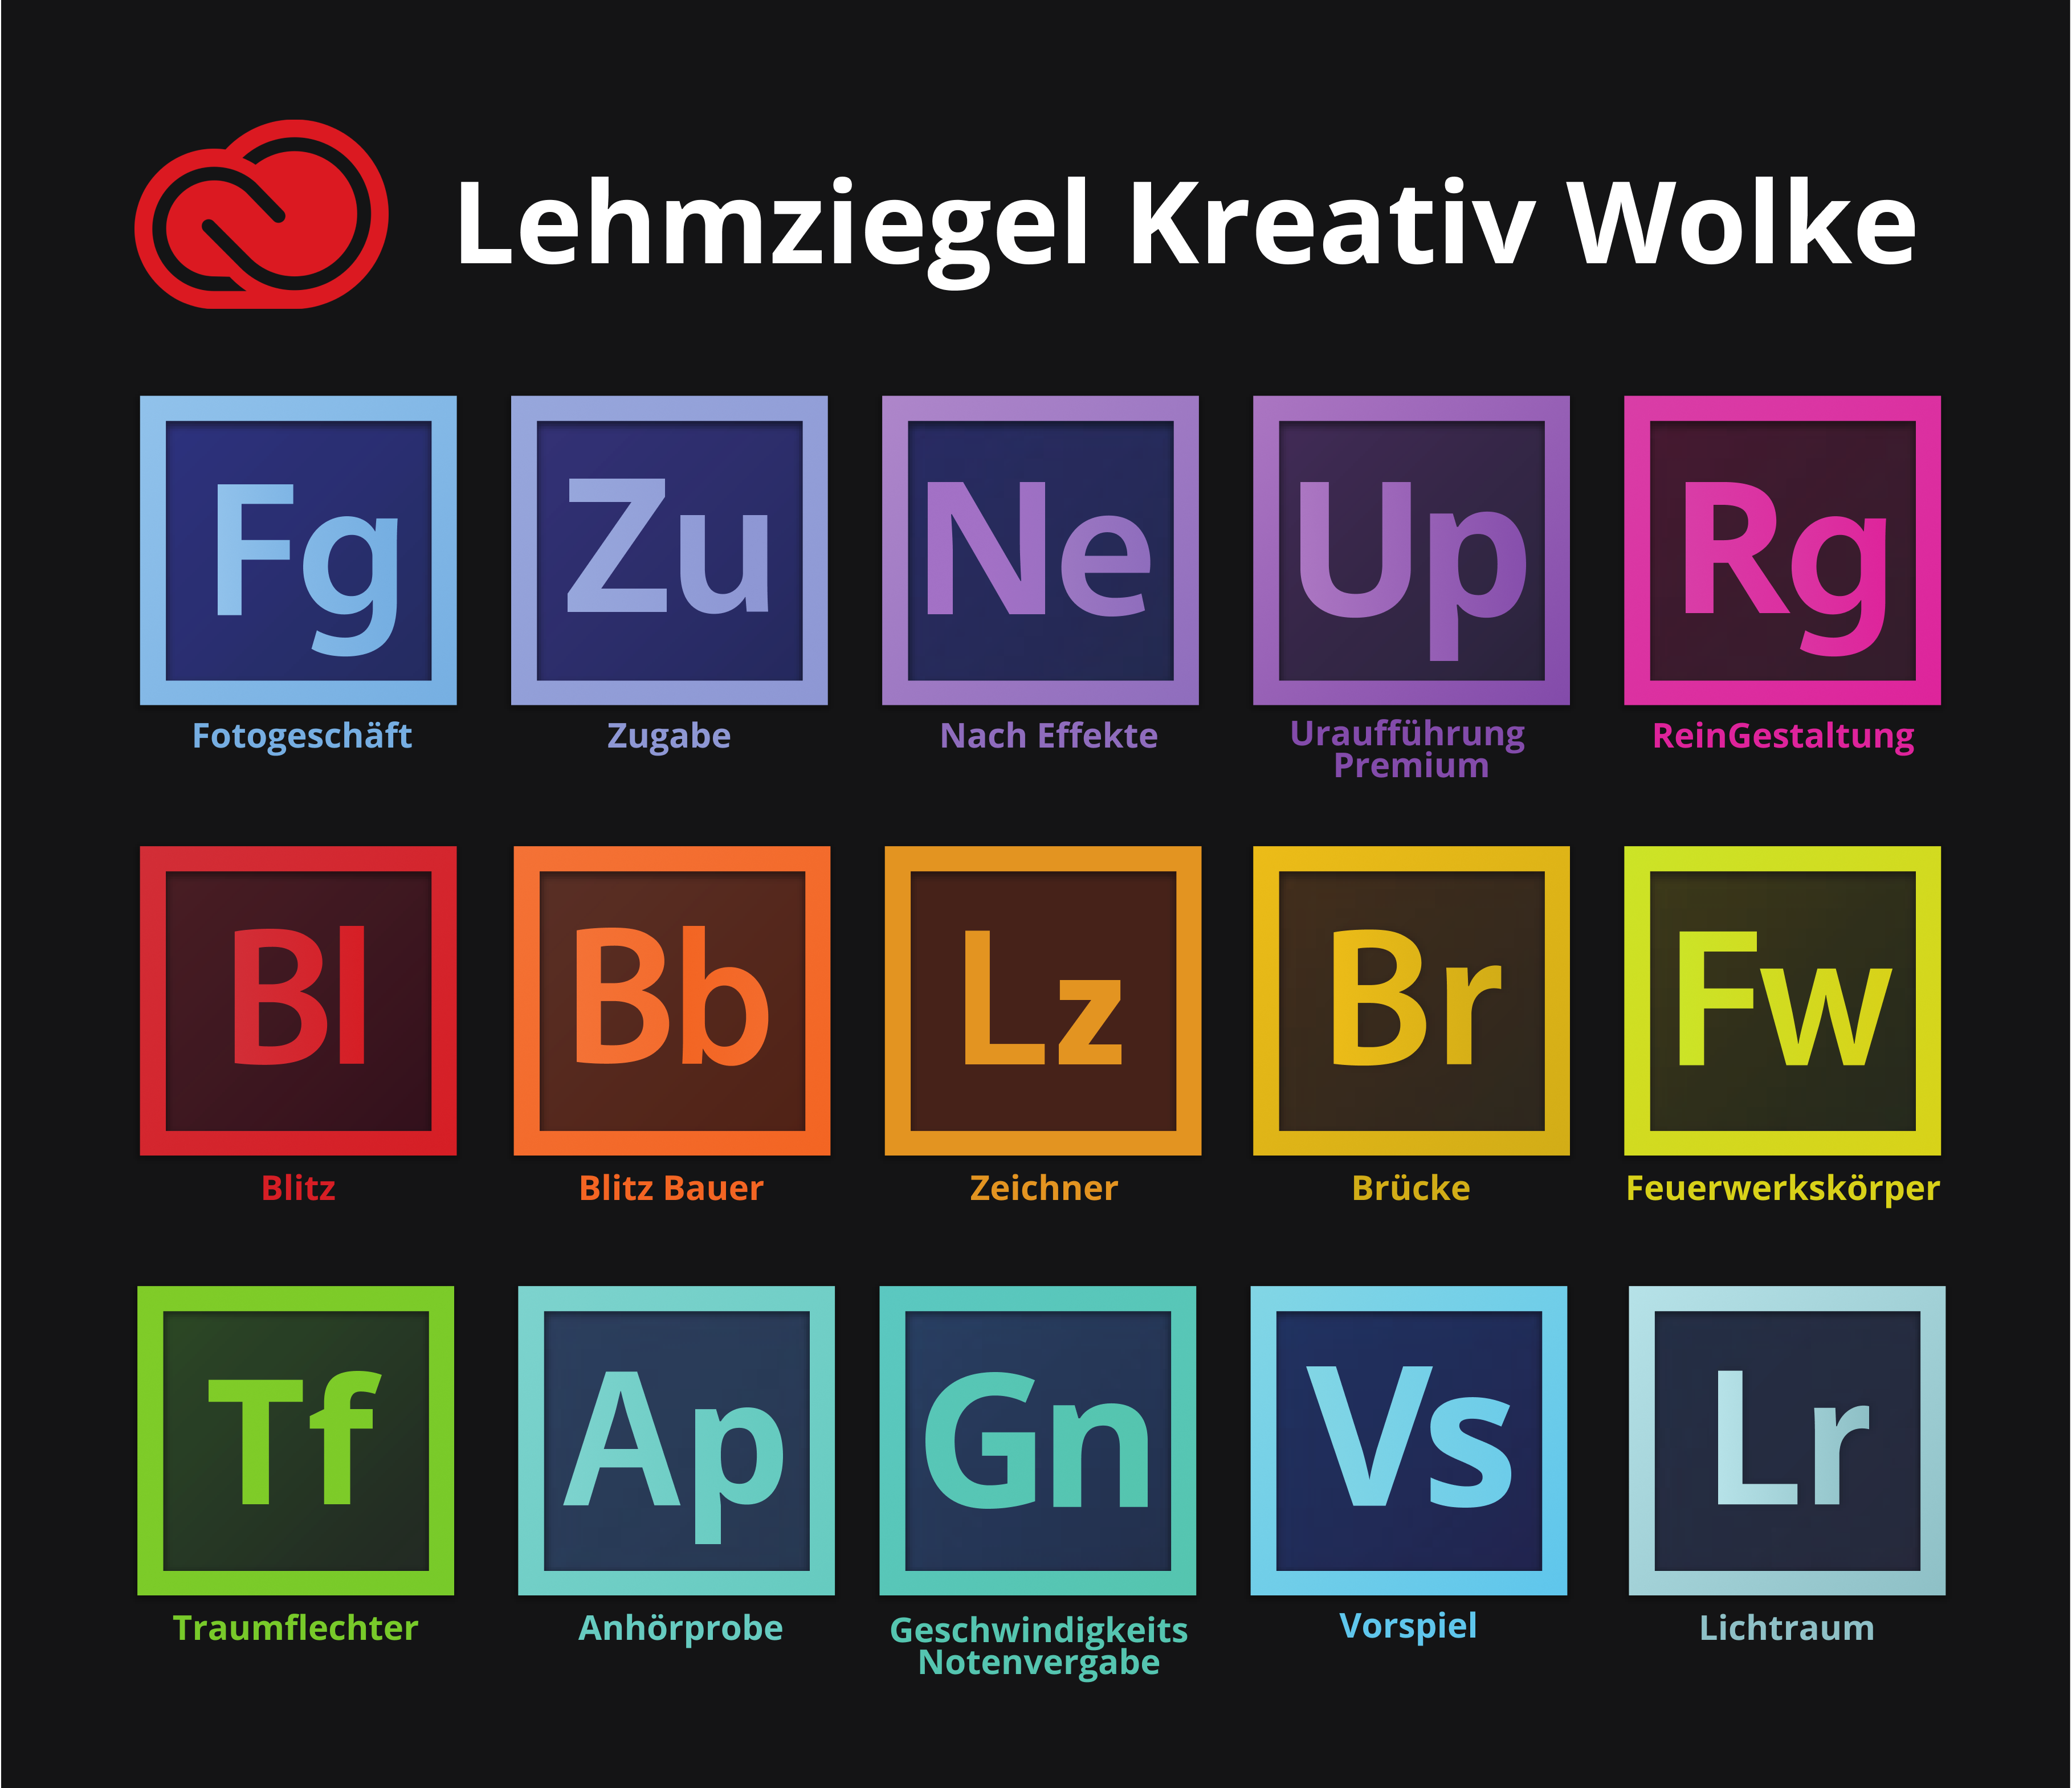 Lehmziegel Kreativ Wolke
Fg
Zu
Ne
Up
Rg
Fotogeschäft
Zugabe
Nach Effekte
Uraufführung
Premium
ReinGestaltung
Bl
Bb
Lz
Br
Fw
Blitz
Blitz Bauer
Zeichner
Brücke
Feuerwerkskörper
Tf
Ap
Gn
Vs
Lr
Traumflechter
Anhörprobe
Geschwindigkeits
Notenvergabe
Vorspiel
Lichtraum